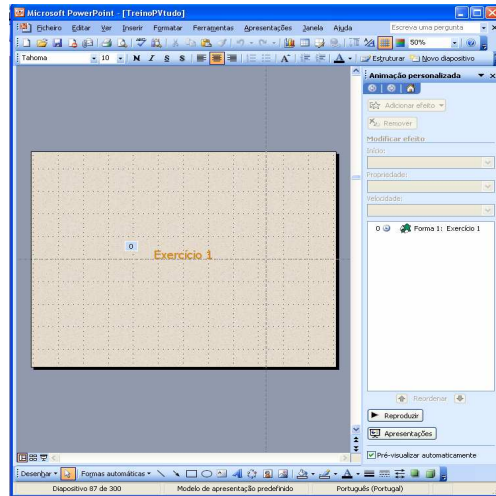 Microsoft PowerPoint - [TreinoPVtudo]
Ficheiro Editar Ver Inserir Formatar Ferramentas Apresentações Janela Ajuda Escreva uma pergunta
50%
Tahoma 10 N I S S A A Estruturar Novo diapositivo
Animação personalizada
Adicionar efeito
Remover
Modificar efeito
Início:
Propriedade:
Velocidade:
0 Forma 1: Exercício 1
0
Exercício 1
Reordenar
Reproduzir
Apresentações
Pré-visualizar automaticamente
Desenhar Formas automáticas A
Diapositivo 87 de 300 Modelo de apresentação predefinido Português (Portugal)